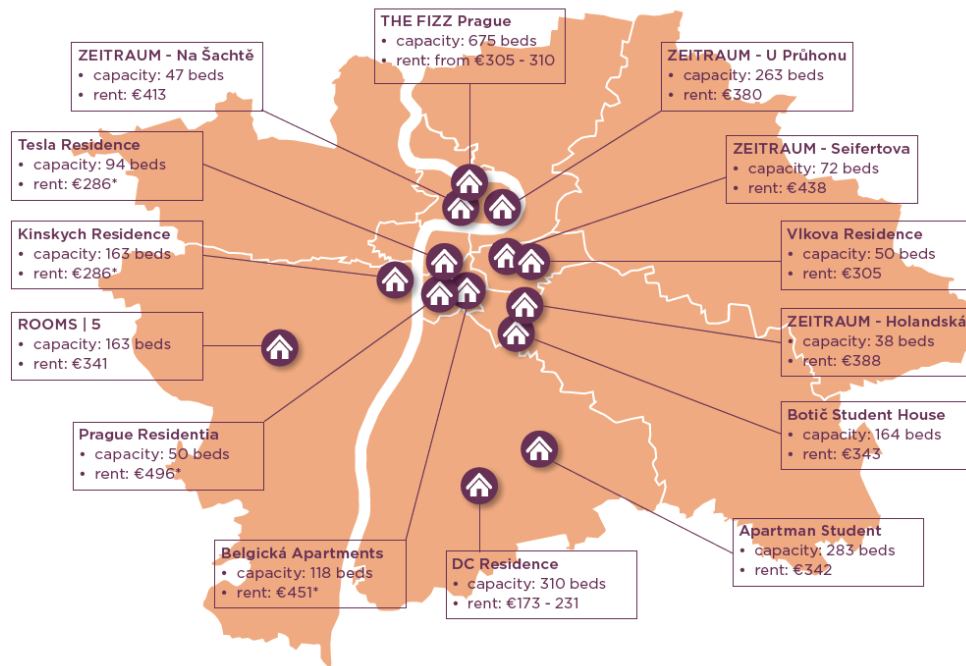 THE FIZZ Prague
• capacity: 675 beds
• rent: from €305 - 310
ZEITRAUM - Na Šachtě
• capacity: 47 beds
• rent: €413
ZEITRAUM - U Průhonu
• capacity: 263 beds
• rent: €380
Tesla Residence
• capacity: 94 beds
• rent: €286*
ZEITRAUM - Seifertova
• capacity: 72 beds
• rent: €438
Kinskych Residence
• capacity: 163 beds
• rent: €286*
Vlkova Residence
• capacity: 50 beds
• rent: €305
ROOMS | 5
• capacity: 163 beds
• rent: €341
ZEITRAUM - Holandská
• capacity: 38 beds
• rent: €388
Prague Residentia
• capacity: 50 beds
• rent: €496*
Botič Student House
• capacity: 164 beds
• rent: €343
Belgická Apartments
• capacity: 118 beds
• rent: €451*
DC Residence
• capacity: 310 beds
• rent: €173 - 231
Apartman Student
• capacity: 283 beds
• rent: €342